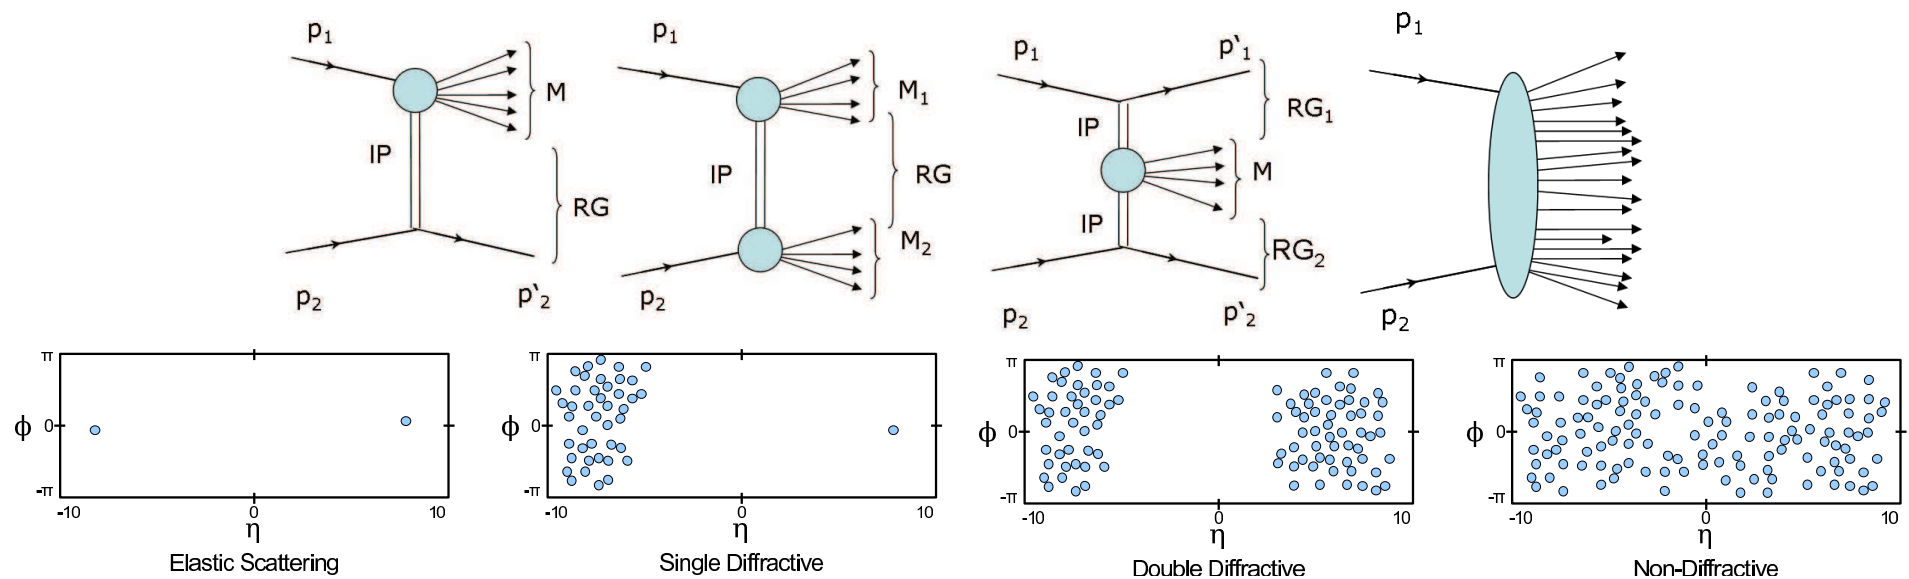 p₁
M
IP
RG
p₂
p‘₂
p₁
M₁
IP
RG
M₂
p₂
p₁
p‘₁
IP
RG₁
M
IP
RG₂
p₂
p‘₂
p₁
p₂
π
ϕ
0
-π
-10
0
10
η
Elastic Scattering
π
ϕ
0
-π
-10
0
10
η
Single Diffractive
π
ϕ
0
-π
-10
0
10
η
Double Diffractive
π
ϕ
0
-π
-10
0
10
η
Non-Diffractive